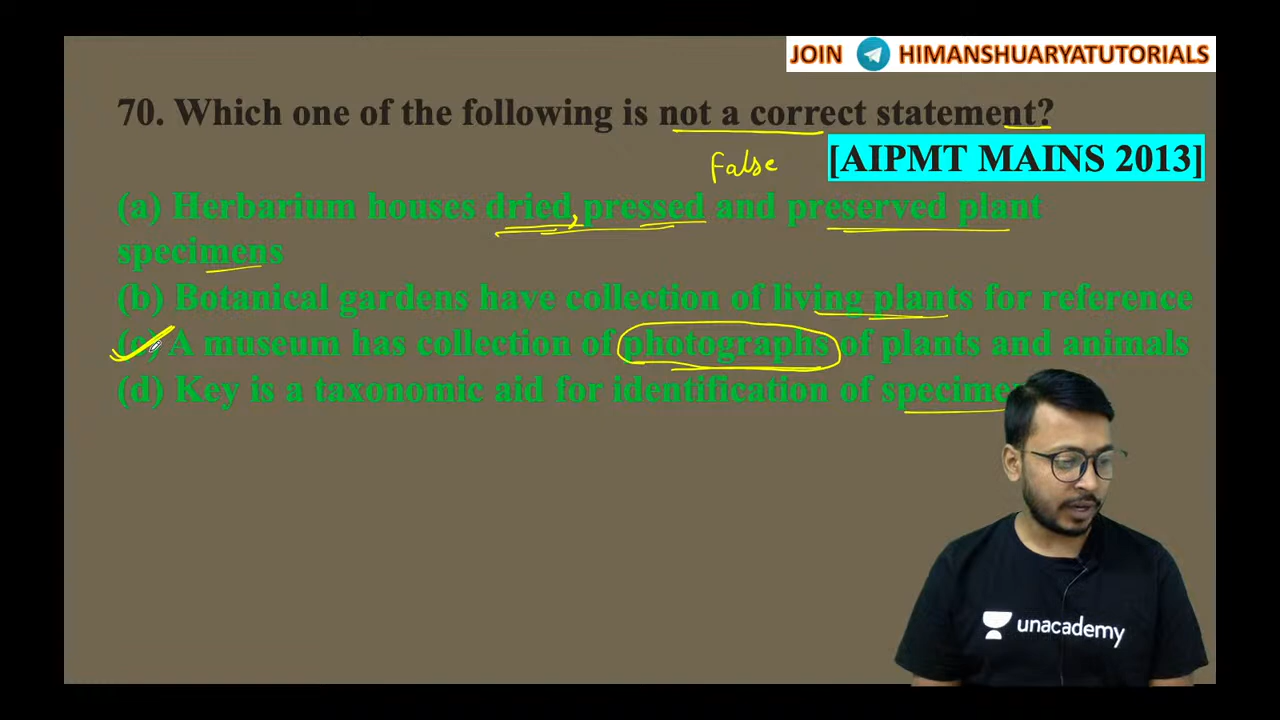 JOIN HIMANSHUARYATUTORIALS
70. Which one of the following is not a correct statement?
False
[AIPMT MAINS 2013]
(a) Herbarium houses dried, pressed and preserved plant
specimens
(b) Botanical gardens have collection of living plants for reference
(c) A museum has collection of photographs of plants and animals
(d) Key is a taxonomic aid for identification of
unacademy